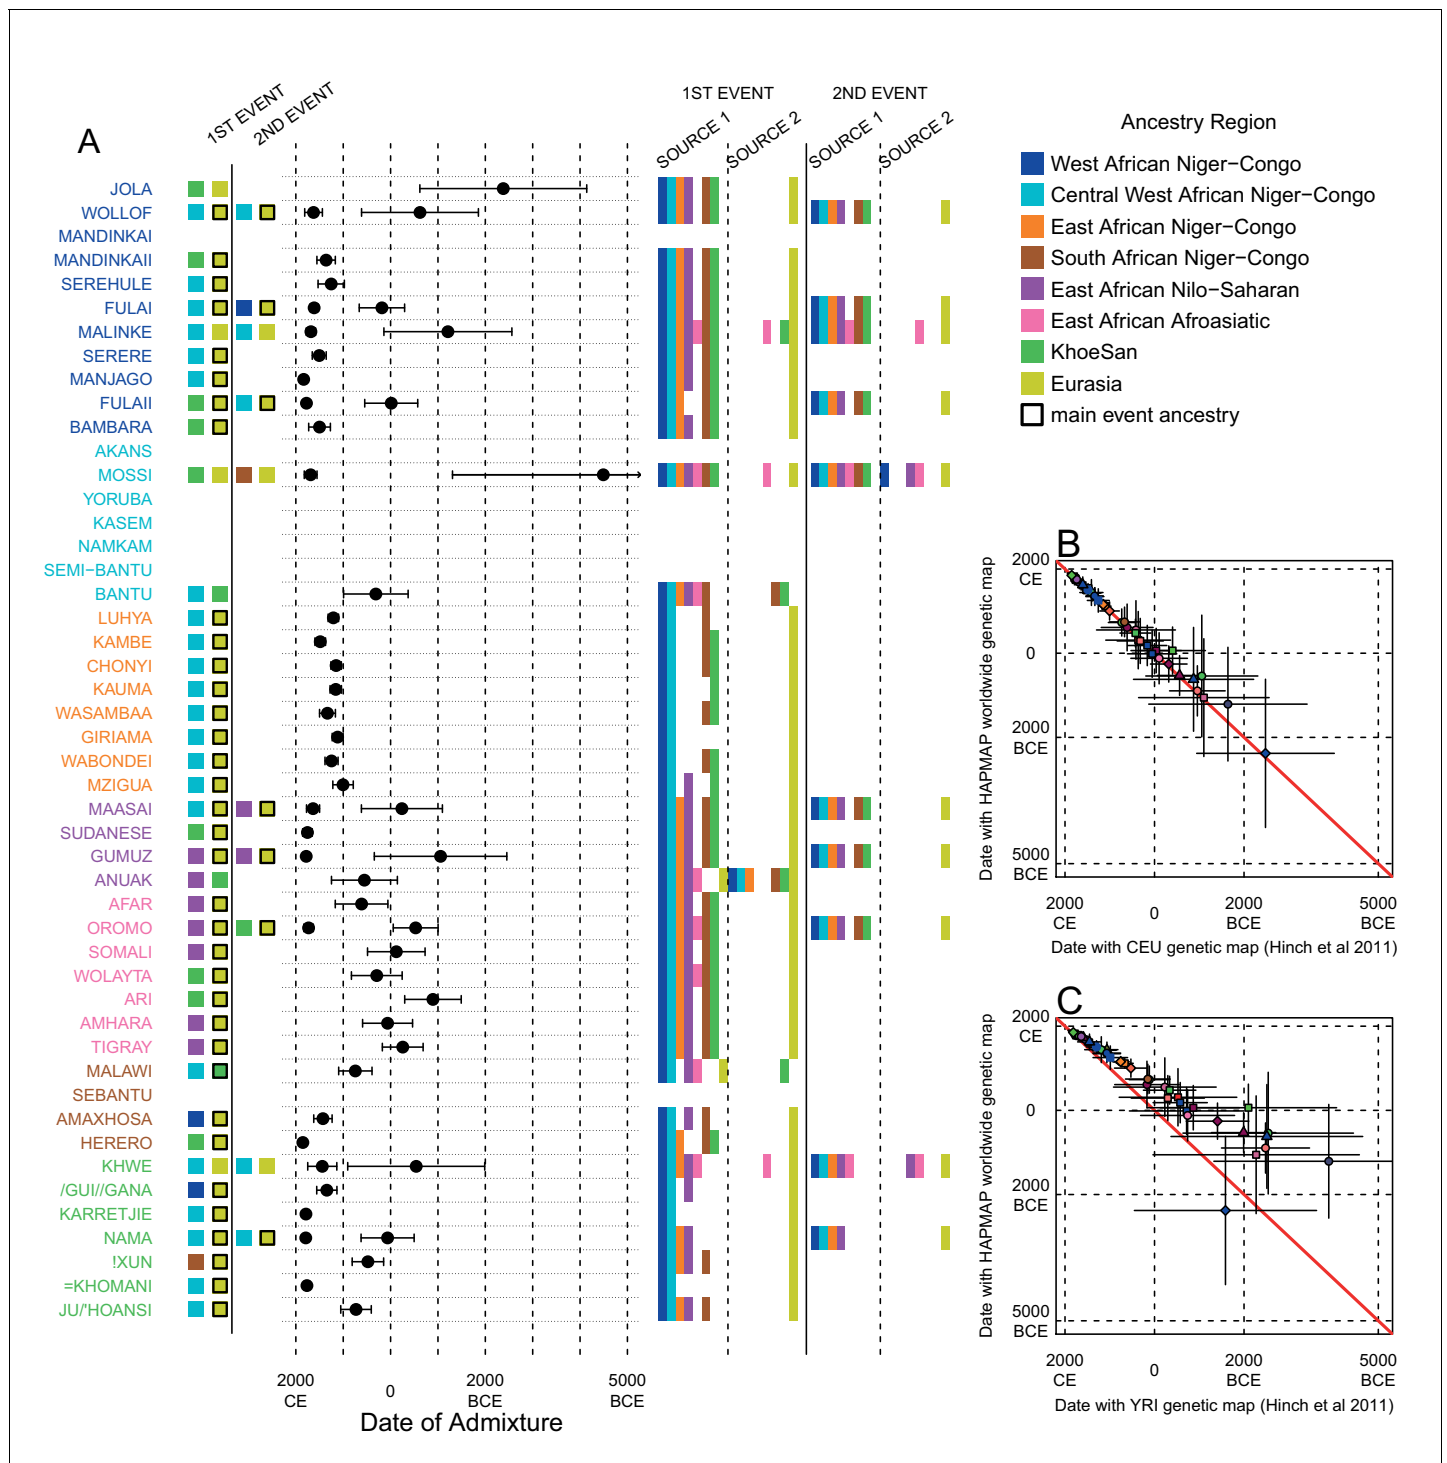 A
1ST EVENT
2ND EVENT
1ST EVENT
2ND EVENT
SOURCE 1
SOURCE 2
SOURCE 1
SOURCE 2
JOLA
WOLLOF
MANDINKAI
MANDINKAII
SEREHULE
FULAI
MALINKE
SERERE
MANJAGO
FULAII
BAMBARA
AKANS
MOSSI
YORUBA
KASEM
NAMKAM
SEMI−BANTU
BANTU
LUHYA
KAMBE
CHONYI
KAUMA
WASAMBAA
GIRIAMA
WABONDEI
MZIGUA
MAASAI
SUDANESE
GUMUZ
ANUAK
AFAR
OROMO
SOMALI
WOLAYTA
ARI
AMHARA
TIGRAY
MALAWI
SEBANTU
AMAXHOSA
HERERO
KHWE
/GUI//GANA
KARRETJIE
NAMA
!XUN
=KHOMANI
JU/'HOANSI
2000 0 2000 5000
CE BCE BCE
Date of Admixture
Ancestry Region
West African Niger−Congo
Central West African Niger−Congo
East African Niger−Congo
South African Niger−Congo
East African Nilo−Saharan
East African Afroasiatic
KhoeSan
Eurasia
main event ancestry
B
Date with HAPMAP worldwide genetic map
2000
CE
0
2000
BCE
5000
BCE
2000 0 2000 5000
CE BCE BCE
Date with CEU genetic map (Hinch et al 2011)
C
Date with HAPMAP worldwide genetic map
2000
CE
0
2000
BCE
5000
BCE
2000 0 2000 5000
CE BCE BCE
Date with YRI genetic map (Hinch et al 2011)